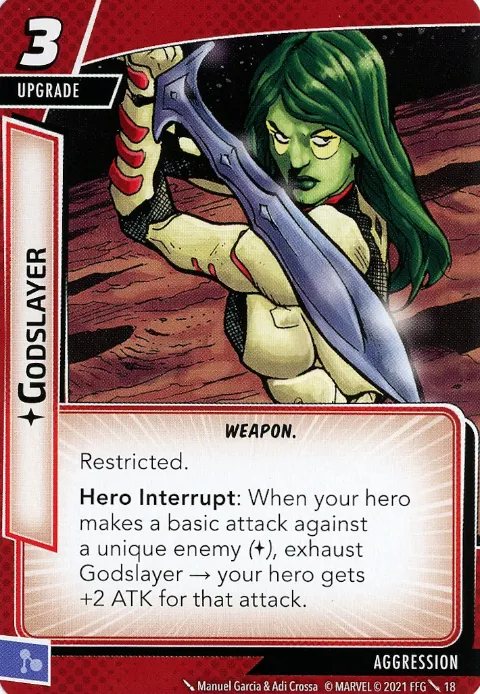 3
UPGRADE
✦GODSLAYER
WEAPON.
Restricted.
Hero Interrupt: When your hero
makes a basic attack against
a unique enemy (✦), exhaust
Godslayer → your hero gets
+2 ATK for that attack.
AGGRESSION
Manuel Garcia & Adi Crossa © MARVEL © 2021 FFG 18